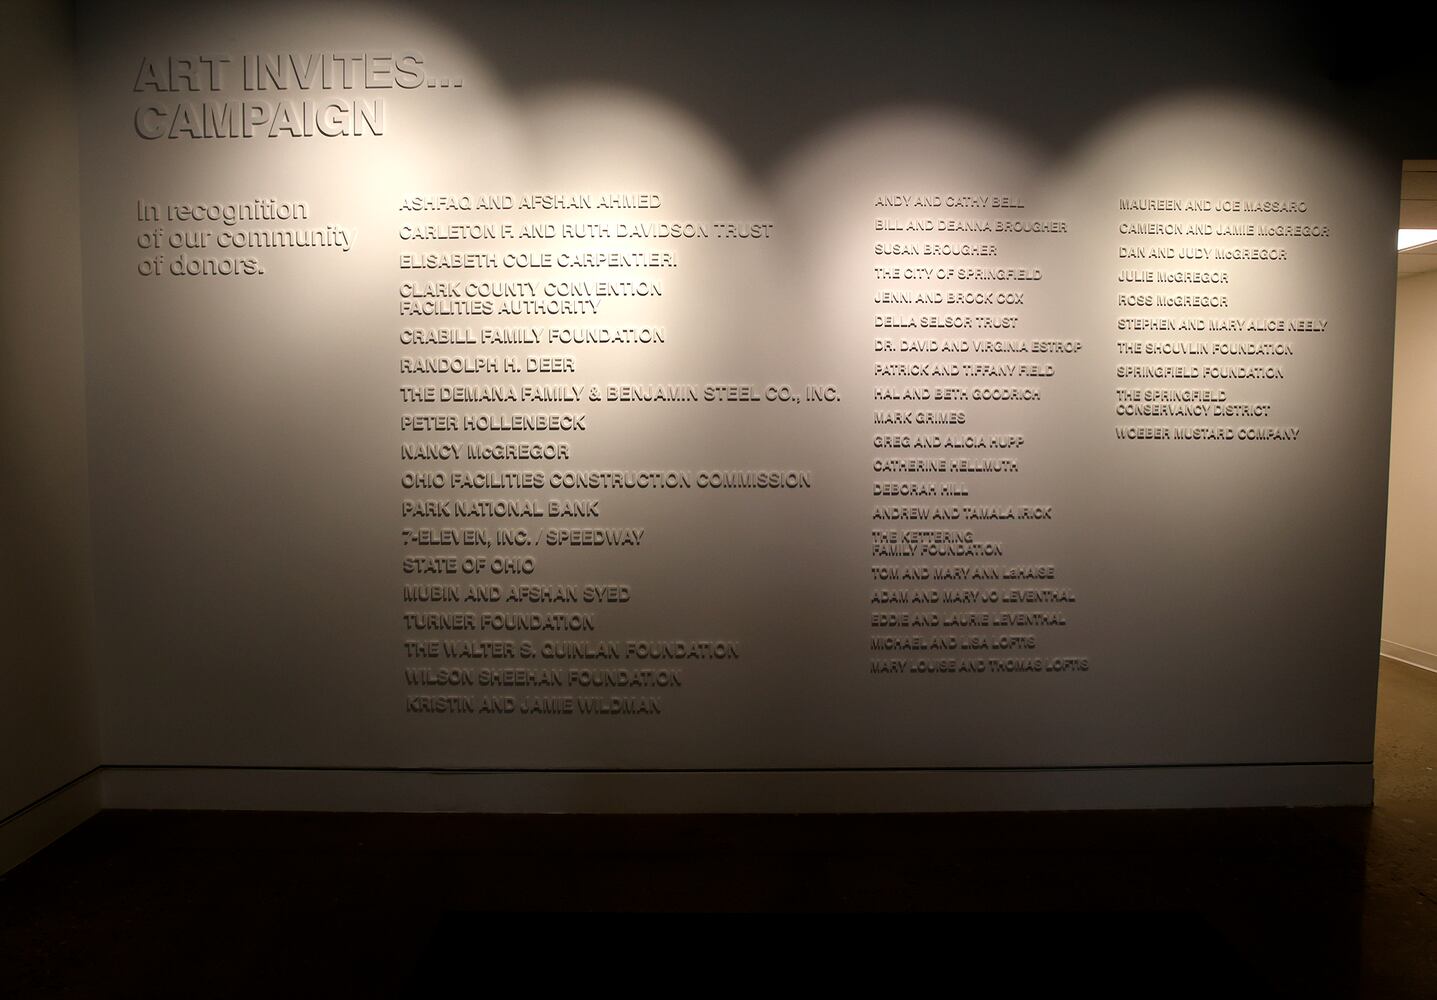 ART INVITES...
CAMPAIGN
In recognition
of our community
of donors.
ASHFAQ AND AFSHAN AHMED
CARLETON F. AND RUTH DAVIDSON TRUST
ELISABETH COLE CARPENTIERI
CLARK COUNTY CONVENTION
FACILITIES AUTHORITY
CRABILL FAMILY FOUNDATION
RANDOLPH H. DEER
THE DEMANA FAMILY & BENJAMIN STEEL CO., INC.
PETER HOLLENBECK
NANCY McGREGOR
OHIO FACILITIES CONSTRUCTION COMMISSION
PARK NATIONAL BANK
7-ELEVEN, INC. / SPEEDWAY
STATE OF OHIO
MUBIN AND AFSHAN SYED
TURNER FOUNDATION
THE WALTER S. QUINLAN FOUNDATION
WILSON SHEEHAN FOUNDATION
KRISTIN AND JAMIE WILDMAN
ANDY AND CATHY BELL
BILL AND DEANNA BROUGHER
SUSAN BROUGHER
THE CITY OF SPRINGFIELD
JENNI AND BROCK COX
DELLA SELSOR TRUST
DR. DAVID AND VIRGINIA ESTROP
PATRICK AND TIFFANY FIELD
HAL AND BETH GOODRICH
MARK GRIMES
GREG AND ALICIA HUPP
CATHERINE HELLMUTH
DEBORAH HILL
ANDREW AND TAMALA IRICK
THE KETTERING
FAMILY FOUNDATION
TOM AND MARY ANN LaHAISE
ADAM AND MARY JO LEVENTHAL
EDDIE AND LAURIE LEVENTHAL
MICHAEL AND LISA LOFTIS
MARY LOUISE AND THOMAS LOFTIS
MAUREEN AND JOE MASSARO
CAMERON AND JAMIE McGREGOR
DAN AND JUDY McGREGOR
JULIE McGREGOR
ROSS McGREGOR
STEPHEN AND MARY ALICE NEELY
THE SHOUVLIN FOUNDATION
SPRINGFIELD FOUNDATION
THE SPRINGFIELD
CONSERVANCY DISTRICT
WOEBER MUSTARD COMPANY